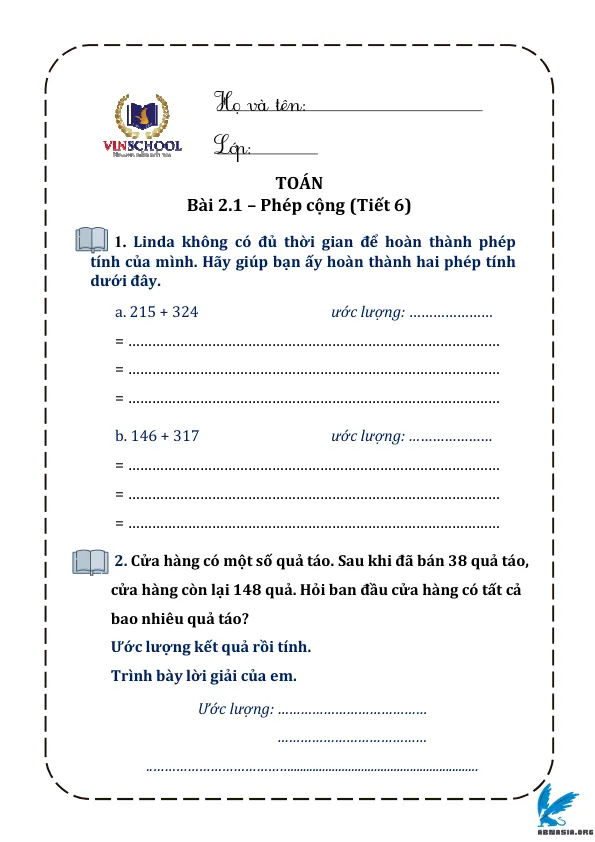 Họ và tên:
VINSCHOOL
Lớp:
TOÁN
Bài 2.1 – Phép cộng (Tiết 6)
1. Linda không có đủ thời gian để hoàn thành phép
tính của mình. Hãy giúp bạn ấy hoàn thành hai phép tính
dưới đây.
a. 215 + 324 ước lượng: …………………
= ................................................................................
= ................................................................................
= ................................................................................
b. 146 + 317 ước lượng: …………………
= ................................................................................
= ................................................................................
= ................................................................................
2. Cửa hàng có một số quả táo. Sau khi đã bán 38 quả táo,
cửa hàng còn lại 148 quả. Hỏi ban đầu cửa hàng có tất cả
bao nhiêu quả táo?
Ước lượng kết quả rồi tính.
Trình bày lời giải của em.
Ước lượng: …………………………………
…………………………………
................................................................................
ABNASIA.ORG